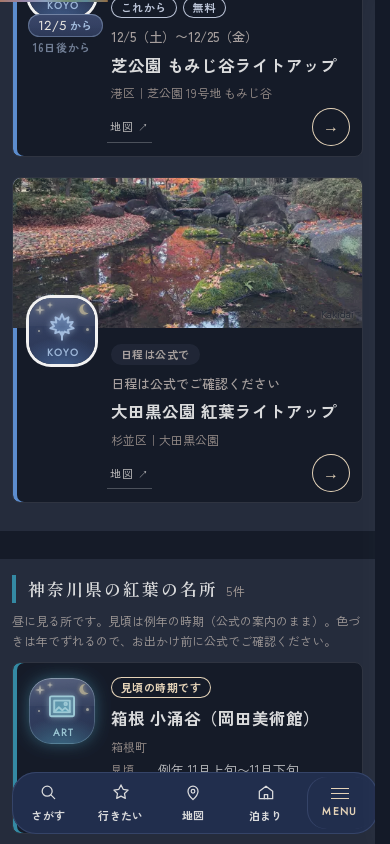 KOYO
12/5 から
16日後から
これから
無料
12/5（土）〜12/25（金）
芝公園 もみじ谷ライトアップ
港区｜芝公園 19号地 もみじ谷
地図 ↗
→
KOYO
日程は公式で
日程は公式でご確認ください
大田黒公園 紅葉ライトアップ
杉並区｜大田黒公園
地図 ↗
→
神奈川県の紅葉の名所 5件
昼に見る所です。見頃は例年の時期（公式の案内のまま）。色づ
きは年でずれるので、お出かけ前に公式でご確認ください。
ART
見頃の時期です
箱根 小涌谷（岡田美術館）
箱根町
見頃 例年 11月上旬〜11月下旬
さがす
行きたい
地図
泊まり
MENU